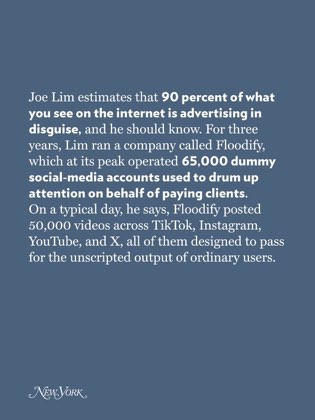 Joe Lim estimates that 90 percent of what
you see on the internet is advertising in
disguise, and he should know. For three
years, Lim ran a company called Floodify,
which at its peak operated 65,000 dummy
social-media accounts used to drum up
attention on behalf of paying clients.
On a typical day, he says, Floodify posted
50,000 videos across TikTok, Instagram,
YouTube, and X, all of them designed to pass
for the unscripted output of ordinary users.
NEW YORK